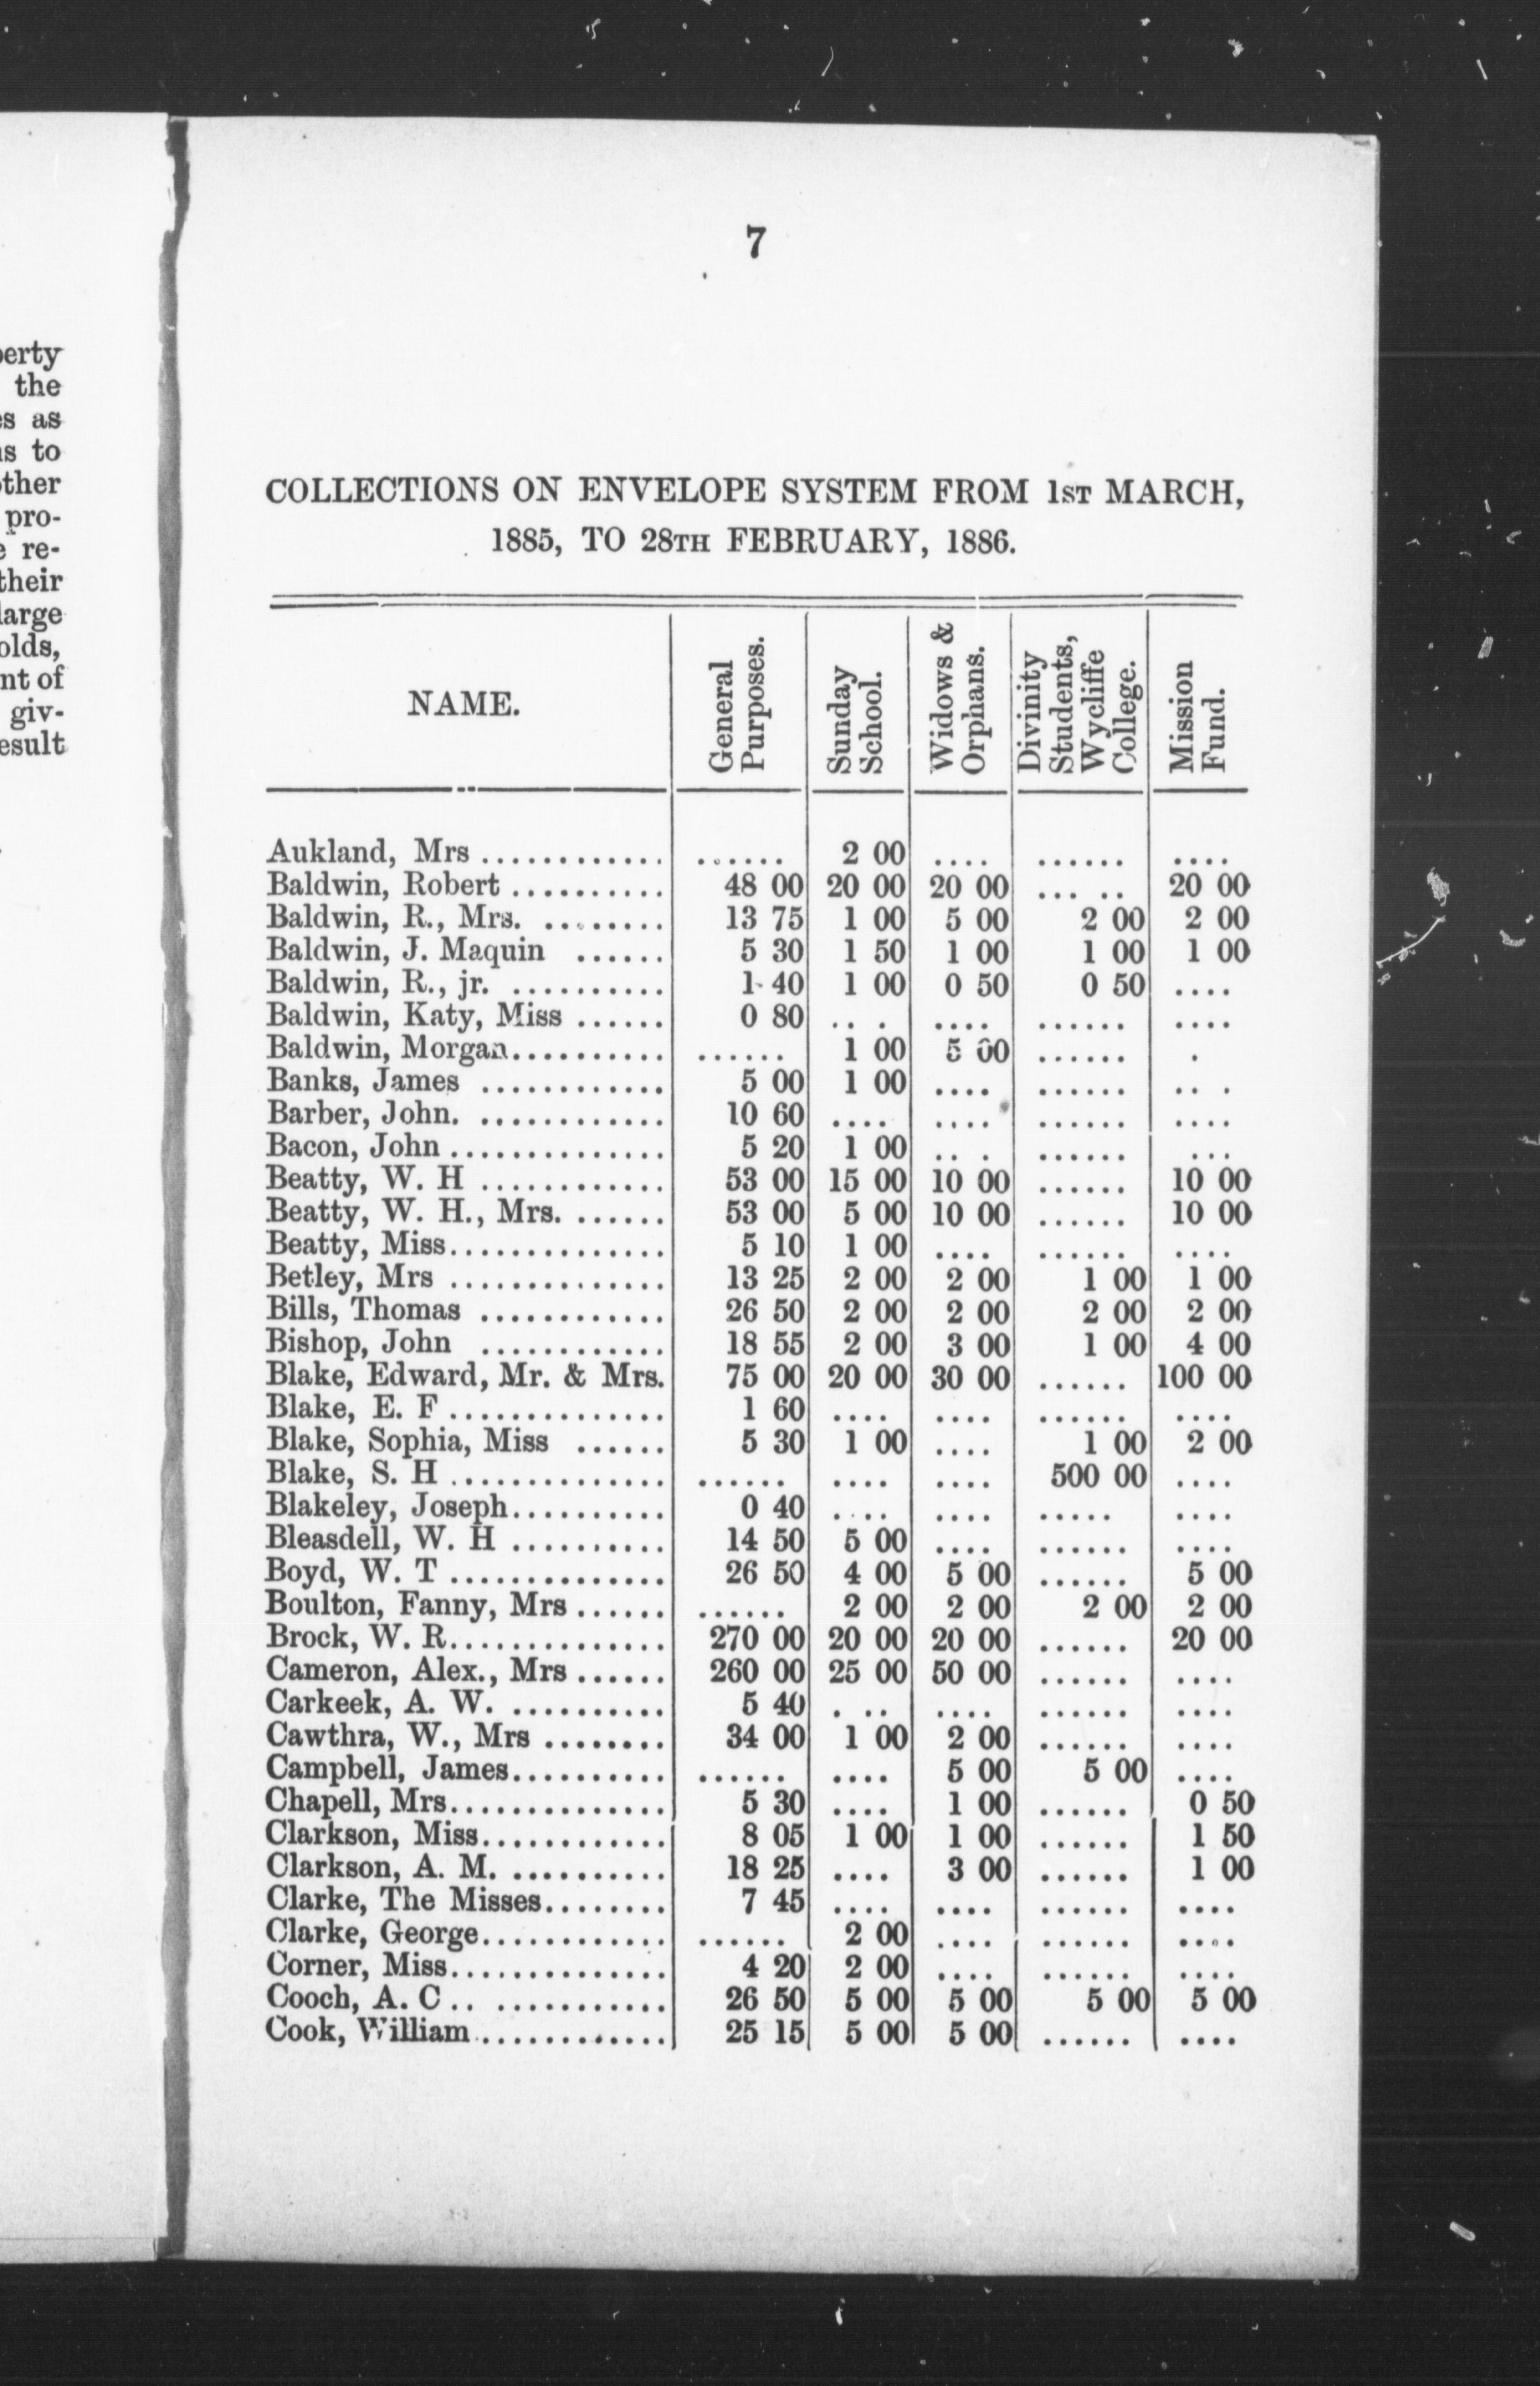 erty
the
es as
s to
other
pro-
e re-
their
large
olds,
nt of
giv-
esult
7
COLLECTIONS ON ENVELOPE SYSTEM FROM 1ST MARCH,
1885, TO 28TH FEBRUARY, 1886.
NAME. General Purposes. Sunday School. Widows & Orphans. Divinity Students, Wycliffe College. Mission Fund.
Aukland, Mrs ............ ...... 2 00 .... ...... ....
Baldwin, Robert .......... 48 00 20 00 20 00 ... .. 20 00
Baldwin, R., Mrs. ........ 13 75 1 00 5 00 2 00 2 00
Baldwin, J. Maquin ...... 5 30 1 50 1 00 1 00 1 00
Baldwin, R., jr. .......... 1 40 1 00 0 50 0 50 ....
Baldwin, Katy, Miss ...... 0 80 .. . .... ...... ....
Baldwin, Morgan.......... ...... 1 00 5 00 ...... .
Banks, James ............ 5 00 1 00 .... ...... .. .
Barber, John. ............ 10 60 .... .... ...... ....
Bacon, John .............. 5 20 1 00 .. . ...... ...
Beatty, W. H ............ 53 00 15 00 10 00 ...... 10 00
Beatty, W. H., Mrs. ...... 53 00 5 00 10 00 ...... 10 00
Beatty, Miss.............. 5 10 1 00 .... ...... ....
Betley, Mrs .............. 13 25 2 00 2 00 1 00 1 00
Bills, Thomas ............ 26 50 2 00 2 00 2 00 2 00
Bishop, John ............ 18 55 2 00 3 00 1 00 4 00
Blake, Edward, Mr. & Mrs. 75 00 20 00 30 00 ...... 100 00
Blake, E. F .............. 1 60 .... .... ...... ....
Blake, Sophia, Miss ...... 5 30 1 00 .... 1 00 2 00
Blake, S. H .............. ...... .... .... 500 00 ....
Blakeley, Joseph.......... 0 40 .... .... ..... ....
Bleasdell, W. H .......... 14 50 5 00 .... ...... ....
Boyd, W. T .............. 26 50 4 00 5 00 ...... 5 00
Boulton, Fanny, Mrs ...... ...... 2 00 2 00 2 00 2 00
Brock, W. R.............. 270 00 20 00 20 00 ...... 20 00
Cameron, Alex., Mrs ...... 260 00 25 00 50 00 ...... ....
Carkeek, A. W. .......... 5 40 . .. .... ...... ....
Cawthra, W., Mrs ........ 34 00 1 00 2 00 ...... ....
Campbell, James.......... ...... .... 5 00 5 00 ....
Chapell, Mrs.............. 5 30 .... 1 00 ...... 0 50
Clarkson, Miss............ 8 05 1 00 1 00 ...... 1 50
Clarkson, A. M. .......... 18 25 .... 3 00 ...... 1 00
Clarke, The Misses........ 7 45 .... .... ...... ....
Clarke, George............ ...... 2 00 .... ...... ....
Corner, Miss.............. 4 20 2 00 .... ...... ....
Cooch, A. C .. ........... 26 50 5 00 5 00 5 00 5 00
Cook, William ............ 25 15 5 00 5 00 ...... ....